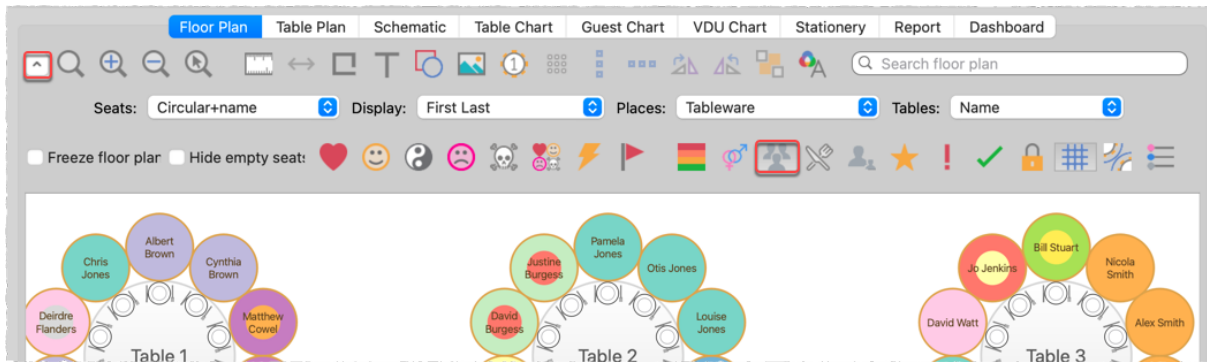 Floor Plan Table Plan Schematic Table Chart Guest Chart VDU Chart Stationery Report Dashboard
1 A Search floor plan
Seats: Circular+name Display: First Last Places: Tableware Tables: Name
Freeze floor plar Hide empty seat:
Albert
Brown
Chris
Jones
Cynthia
Brown
Deirdre
Flanders
Matthew
Cowel
Table 1
Pamela
Jones
Justine
Burgess
Otis Jones
David
Burgess
Louise
Jones
Table 2
Bill Stuart
Jo Jenkins
Nicola
Smith
David Watt
Alex Smith
Table 3